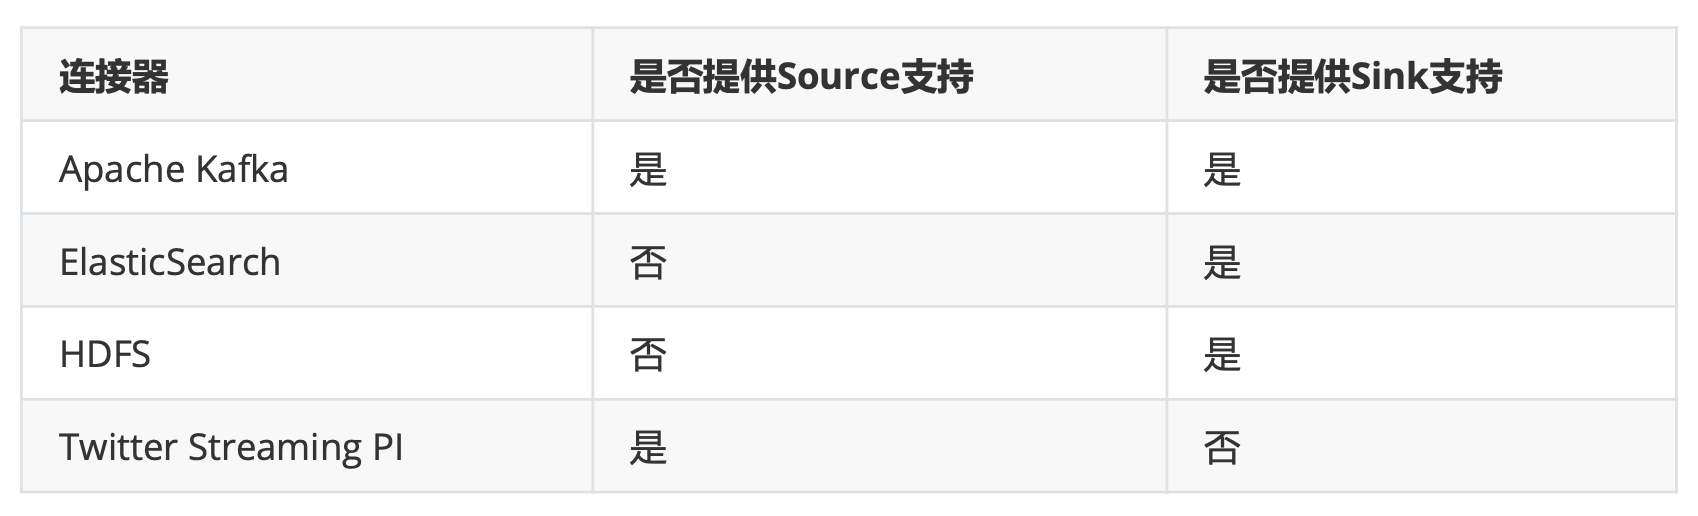 连接器 是否提供Source支持 是否提供Sink支持
Apache Kafka 是 是
ElasticSearch 否 是
HDFS 否 是
Twitter Streaming PI 是 否